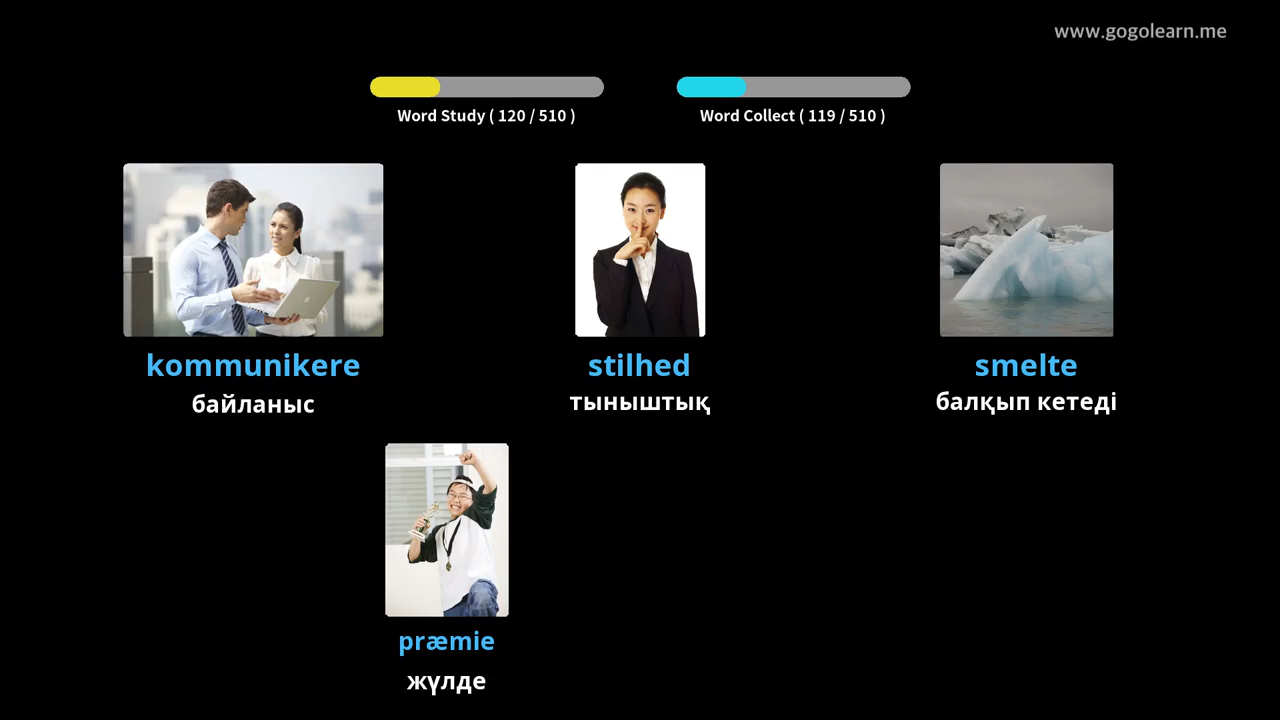 www.gogolearn.me
Word Study ( 120 / 510 )
Word Collect ( 119 / 510 )
kommunikere
байланыс
stilhed
тыныштық
smelte
балқып кетеді
præmie
жүлде